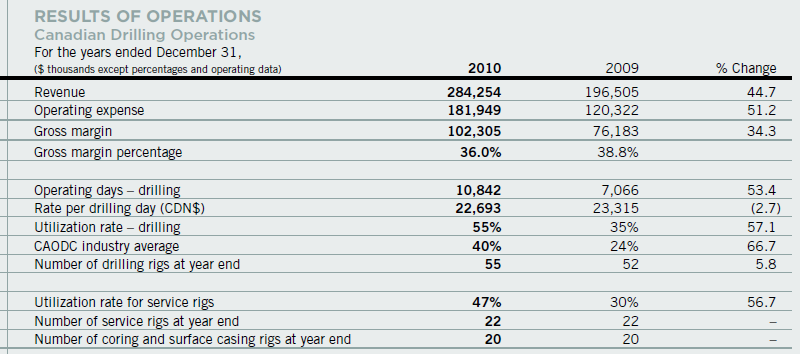 RESULTS OF OPERATIONS
Canadian Drilling Operations
For the years ended December 31,
($ thousands except percentages and operating data) 2010 2009 % Change
Revenue 284,254 196,505 44.7
Operating expense 181,949 120,322 51.2
Gross margin 102,305 76,183 34.3
Gross margin percentage 36.0% 38.8%
Operating days – drilling 10,842 7,066 53.4
Rate per drilling day (CDN$) 22,693 23,315 (2.7)
Utilization rate – drilling 55% 35% 57.1
CAODC industry average 40% 24% 66.7
Number of drilling rigs at year end 55 52 5.8
Utilization rate for service rigs 47% 30% 56.7
Number of service rigs at year end 22 22 –
Number of coring and surface casing rigs at year end 20 20 –